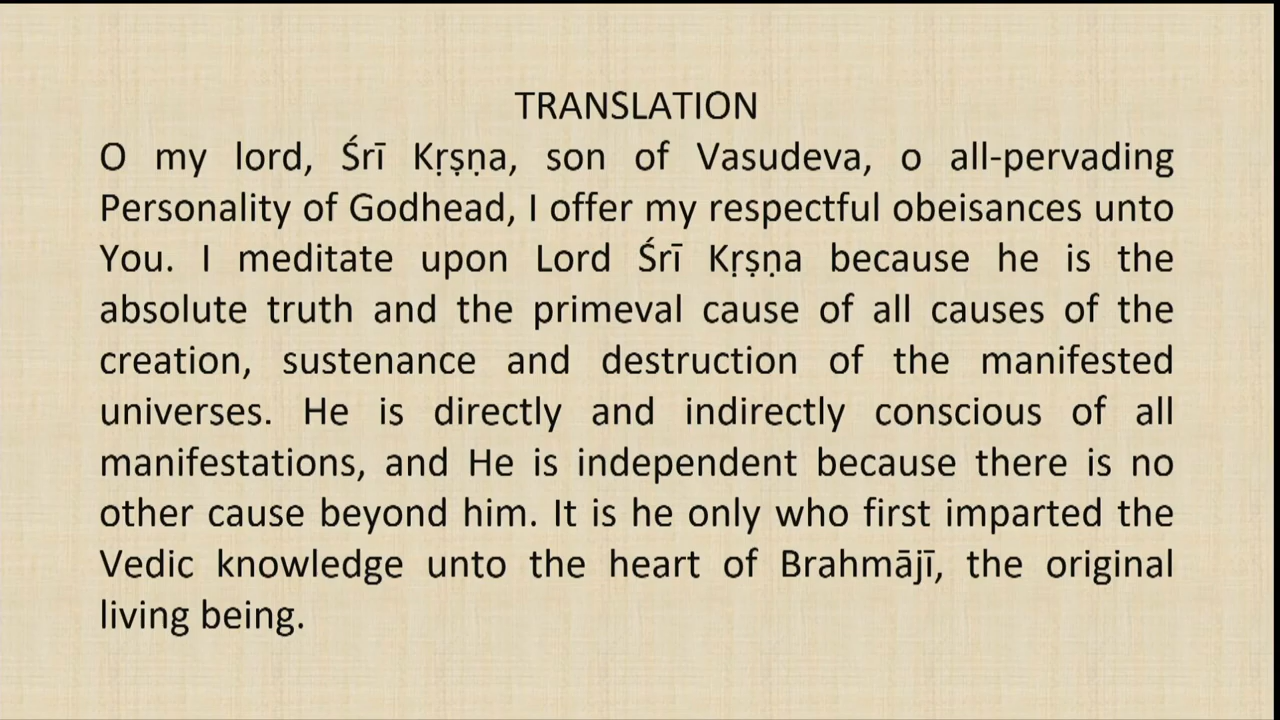 TRANSLATION
O my lord, Śrī Kṛṣṇa, son of Vasudeva, o all-pervading
Personality of Godhead, I offer my respectful obeisances unto
You. I meditate upon Lord Śrī Kṛṣṇa because he is the
absolute truth and the primeval cause of all causes of the
creation, sustenance and destruction of the manifested
universes. He is directly and indirectly conscious of all
manifestations, and He is independent because there is no
other cause beyond him. It is he only who first imparted the
Vedic knowledge unto the heart of Brahmājī, the original
living being.